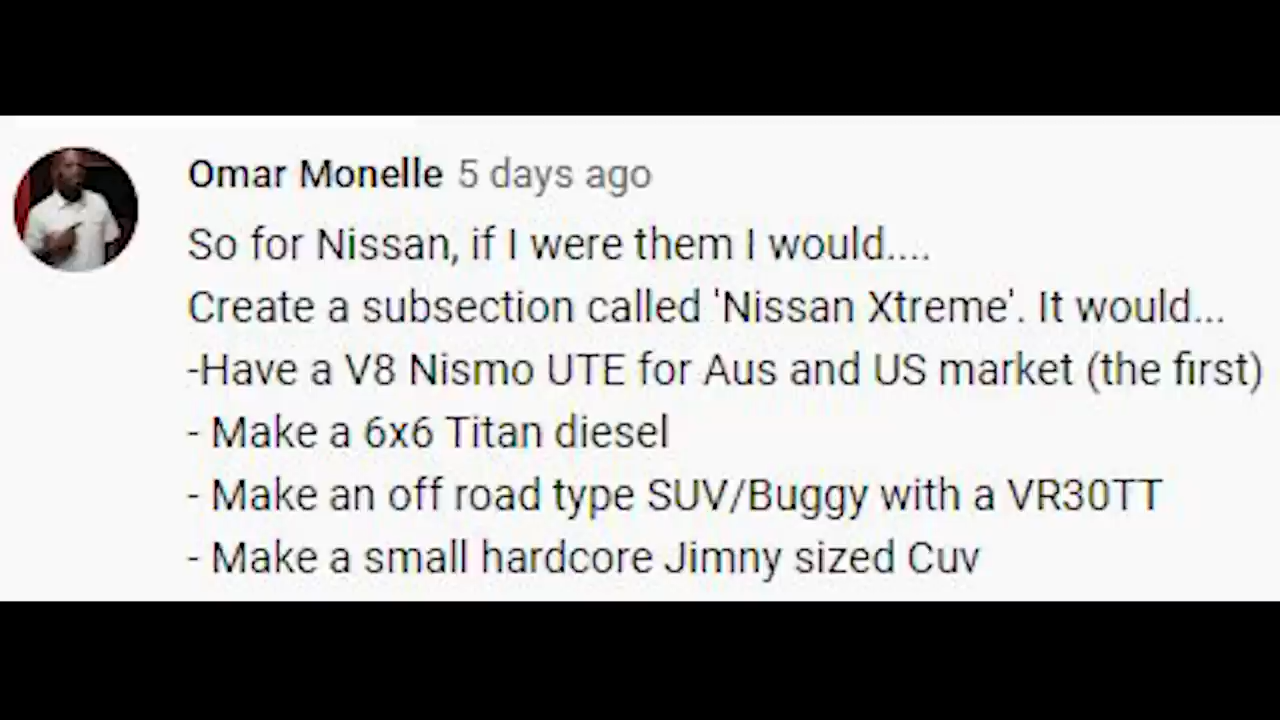 Omar Monelle 5 days ago
So for Nissan, if I were them I would....
Create a subsection called 'Nissan Xtreme'. It would...
-Have a V8 Nismo UTE for Aus and US market (the first)
- Make a 6x6 Titan diesel
- Make an off road type SUV/Buggy with a VR30TT
- Make a small hardcore Jimny sized Cuv